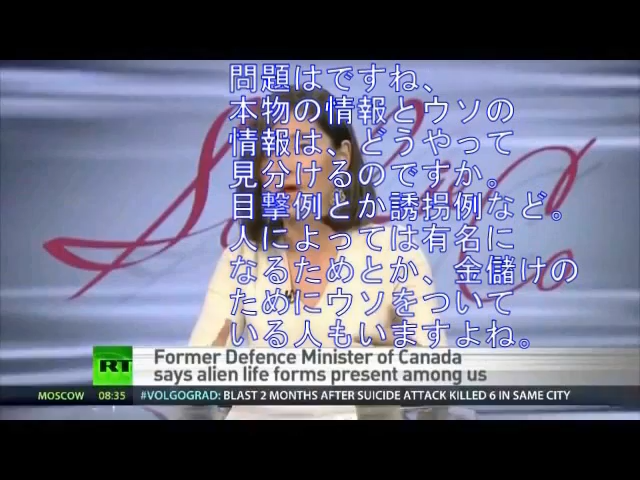 問題はですね、
本物の情報とウソの
情報は、どうやって
見分けるのですか。
目撃例とか誘拐例など。
人によっては有名に
なるためとか、金儲けの
ためにウソをついて
いる人もいますよね。
RT
Former Defence Minister of Canada
says alien life forms present among us
MOSCOW 08:35 #VOLGOGRAD: BLAST 2 MONTHS AFTER SUICIDE ATTACK KILLED 6 IN SAME CITY